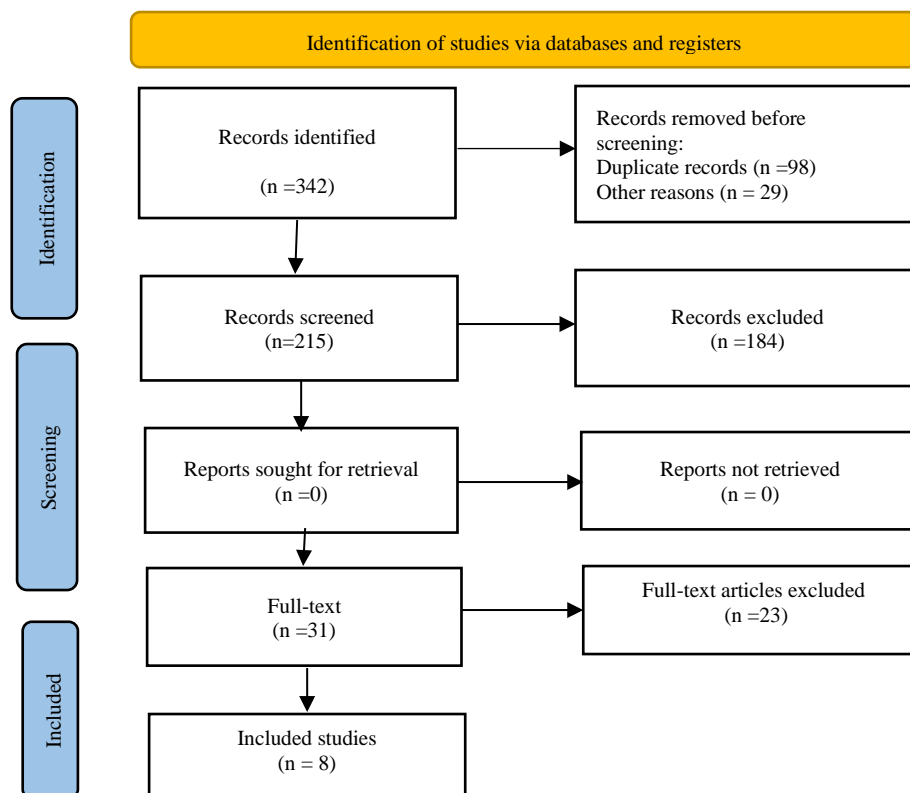 Identification of studies via databases and registers
Identification
Records identified
(n =342)
Records removed before
screening:
Duplicate records (n =98)
Other reasons (n = 29)
Records screened
(n=215)
Records excluded
(n =184)
Screening
Reports sought for retrieval
(n =0)
Reports not retrieved
(n = 0)
Full-text
(n =31)
Full-text articles excluded
(n =23)
Included
Included studies
(n = 8)